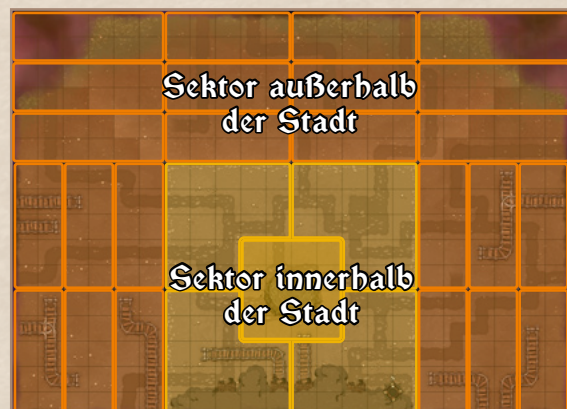 Sektor außerhalb
der Stadt
Sektor innerhalb
der Stadt